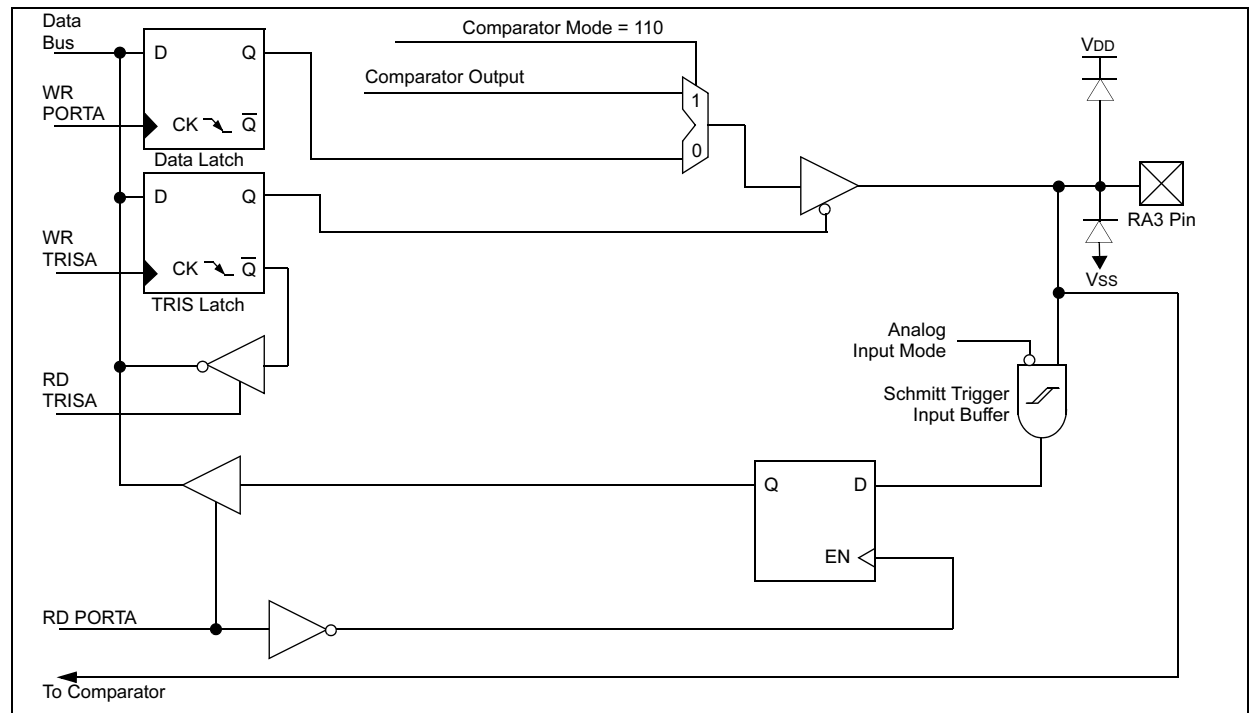 Data
Bus
D
Q
WR
PORTA
CK
Q
Data Latch
Comparator Mode = 110
Comparator Output
1
0
VDD
RA3 Pin
VSS
D
Q
WR
TRISA
CK
Q
TRIS Latch
RD
TRISA
Analog
Input Mode
Schmitt Trigger
Input Buffer
Q
D
EN
RD PORTA
To Comparator